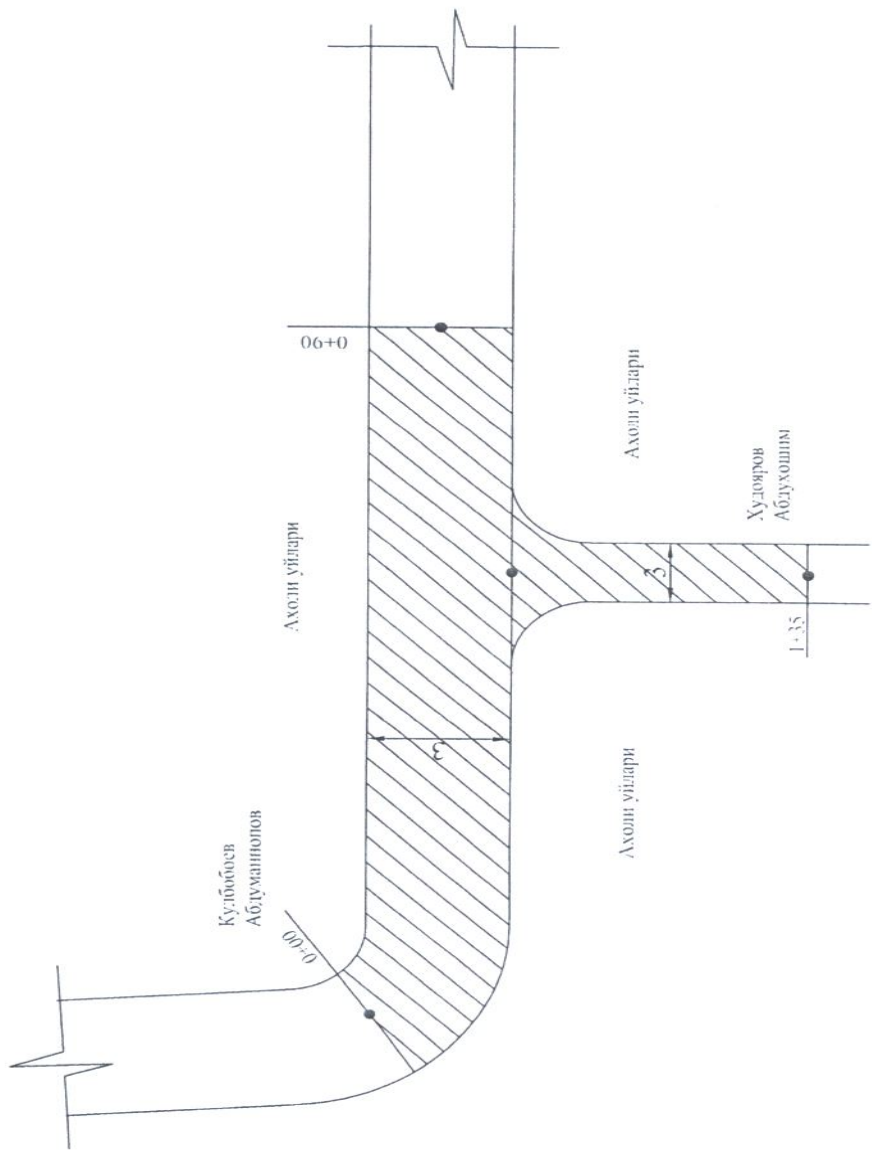 0+90
Ахоли уйлари
Кулбобоев
Абдуманнопов
0+00
3
Ахоли уйлари
Худояров
Абдухошим
3
1+35
Ахоли уйлари